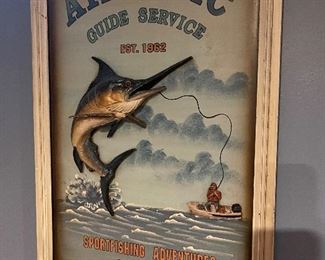 GUIDE SERVICE
EST. 1962
SPORTFISHING ADVENTURES